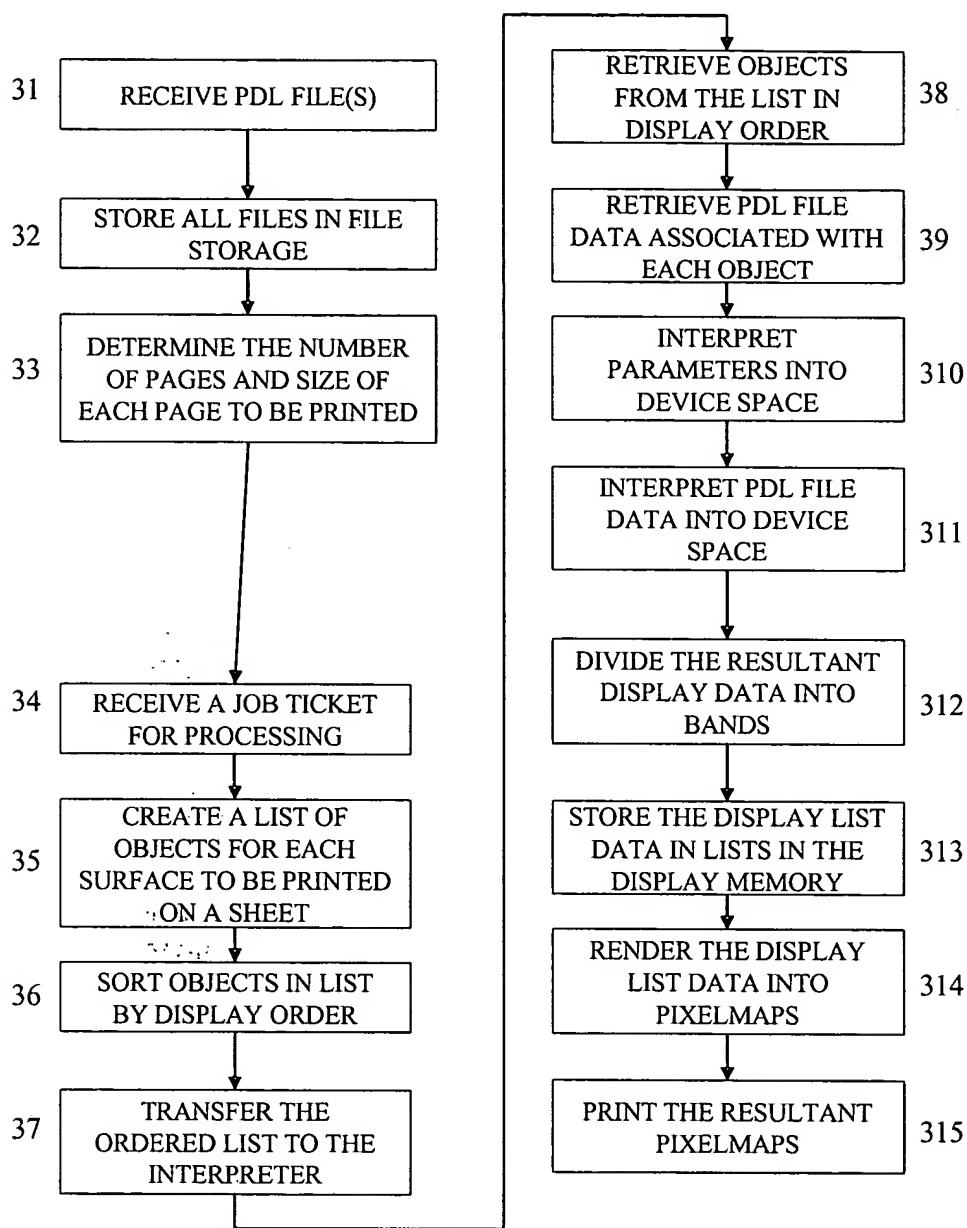 31
RECEIVE PDL FILE(S)
32
STORE ALL FILES IN FILE
STORAGE
33
DETERMINE THE NUMBER
OF PAGES AND SIZE OF
EACH PAGE TO BE PRINTED
34
RECEIVE A JOB TICKET
FOR PROCESSING
35
CREATE A LIST OF
OBJECTS FOR EACH
SURFACE TO BE PRINTED
ON A SHEET
36
SORT OBJECTS IN LIST
BY DISPLAY ORDER
37
TRANSFER THE
ORDERED LIST TO THE
INTERPRETER
RETRIEVE OBJECTS
FROM THE LIST IN
DISPLAY ORDER
38
RETRIEVE PDL FILE
DATA ASSOCIATED WITH
EACH OBJECT
39
INTERPRET
PARAMETERS INTO
DEVICE SPACE
310
INTERPRET PDL FILE
DATA INTO DEVICE
SPACE
311
DIVIDE THE RESULTANT
DISPLAY DATA INTO
BANDS
312
STORE THE DISPLAY LIST
DATA IN LISTS IN THE
DISPLAY MEMORY
313
RENDER THE DISPLAY
LIST DATA INTO
PIXELMAPS
314
PRINT THE RESULTANT
PIXELMAPS
315